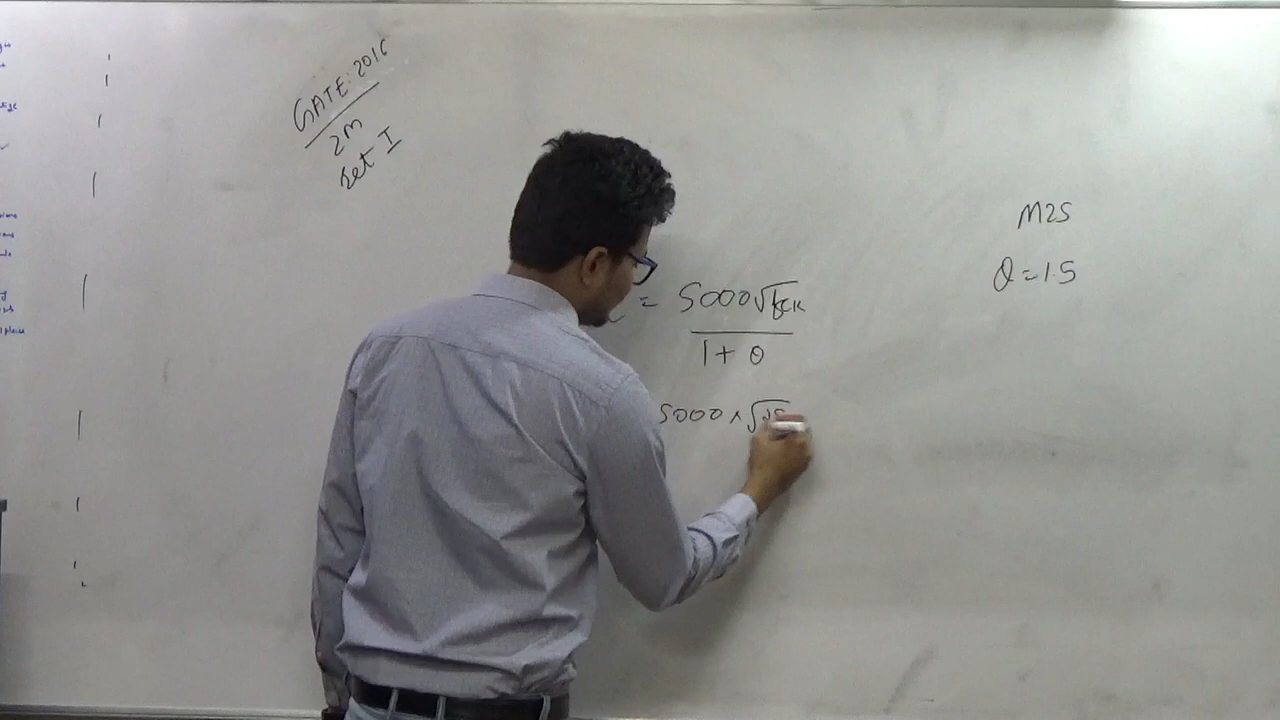 GATE: 2016
2M
Set I
M25
θ = 1.5
= 5000√fck
1 + θ
5000 × √25